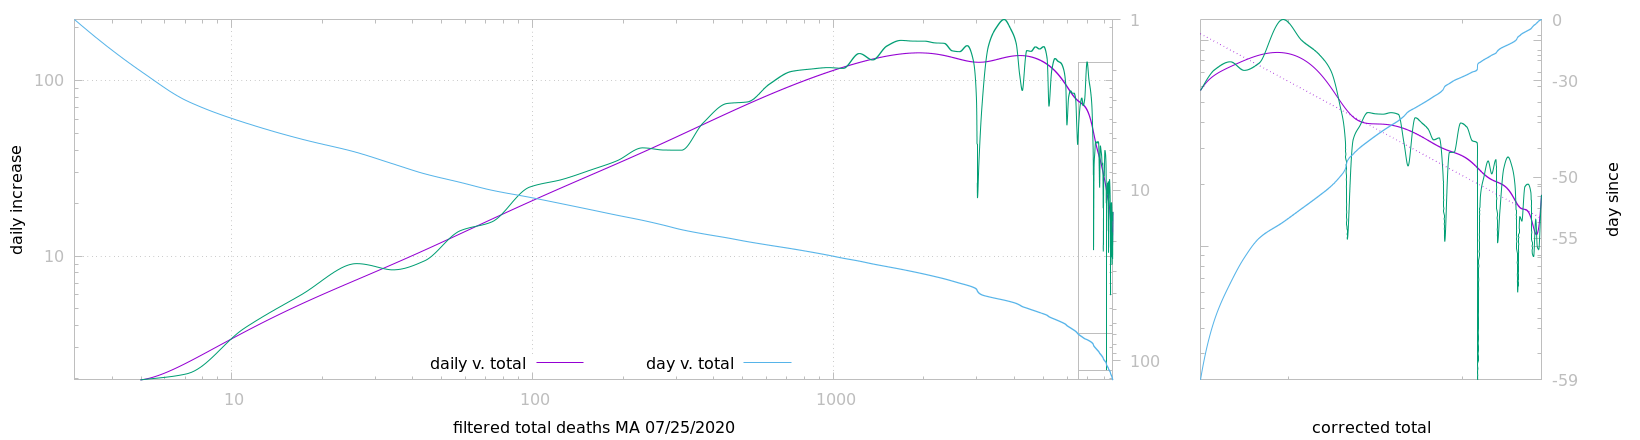 1
0
100
-30
daily increase
10
-50
day since
-55
10
daily v. total
day v. total
100
-59
10
100
1000
filtered total deaths MA 07/25/2020
corrected total